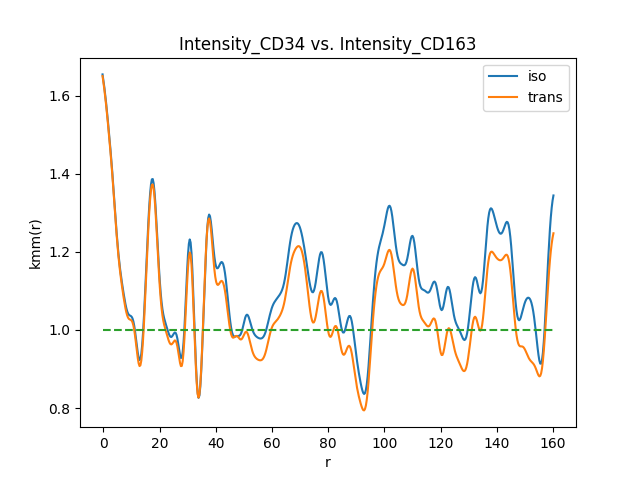 Intensity_CD34 vs. Intensity_CD163
iso
trans
kmm(r)
1.6
1.4
1.2
1.0
0.8
0 20 40 60 80 100 120 140 160
r